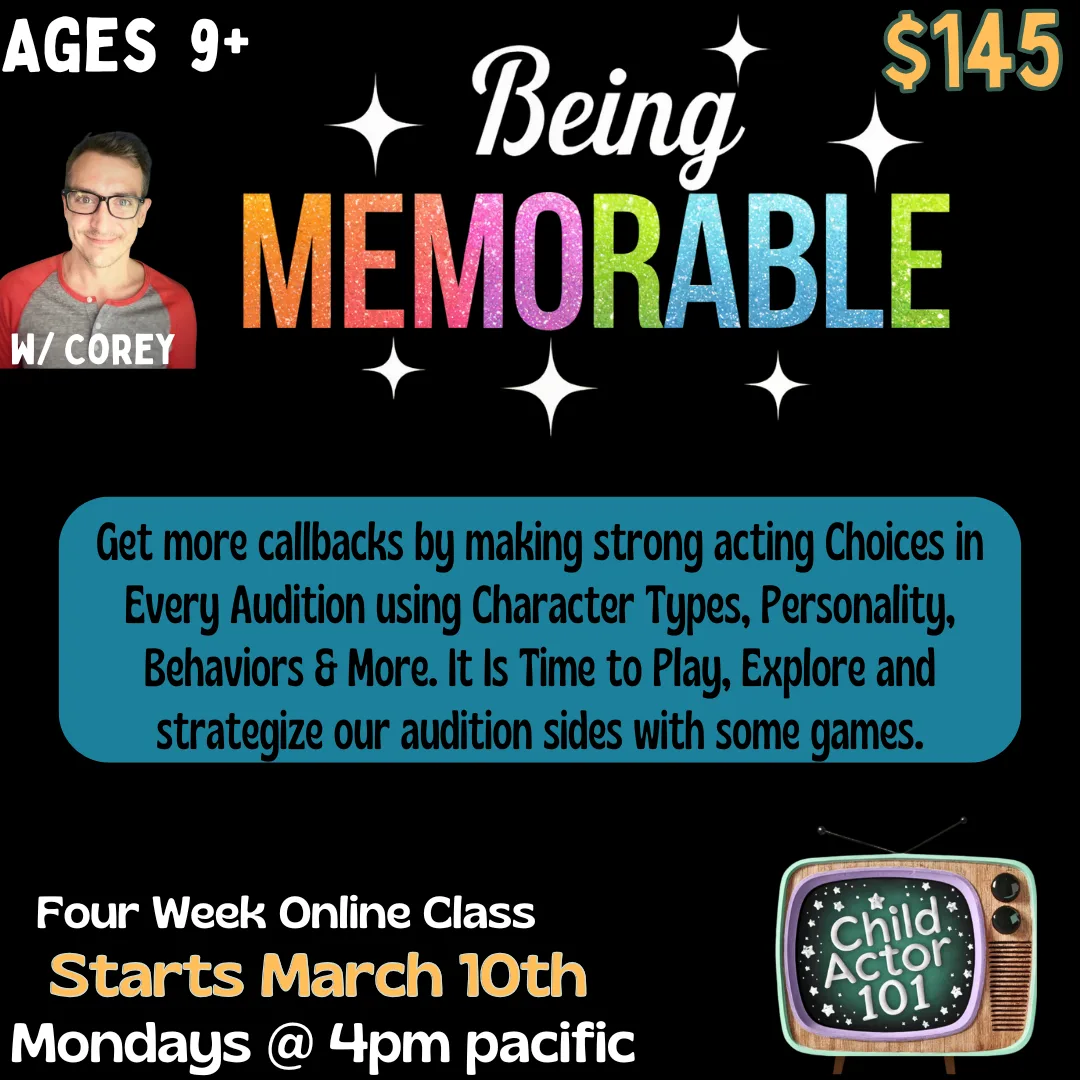 AGES 9+
$145
Being
MEMORABLE
W/ COREY
Get more callbacks by making strong acting Choices in
Every Audition using Character Types, Personality,
Behaviors & More. It Is Time to Play, Explore and
strategize our audition sides with some games.
Four Week Online Class
Starts March 10th
Mondays @ 4pm pacific
Child
Actor
101